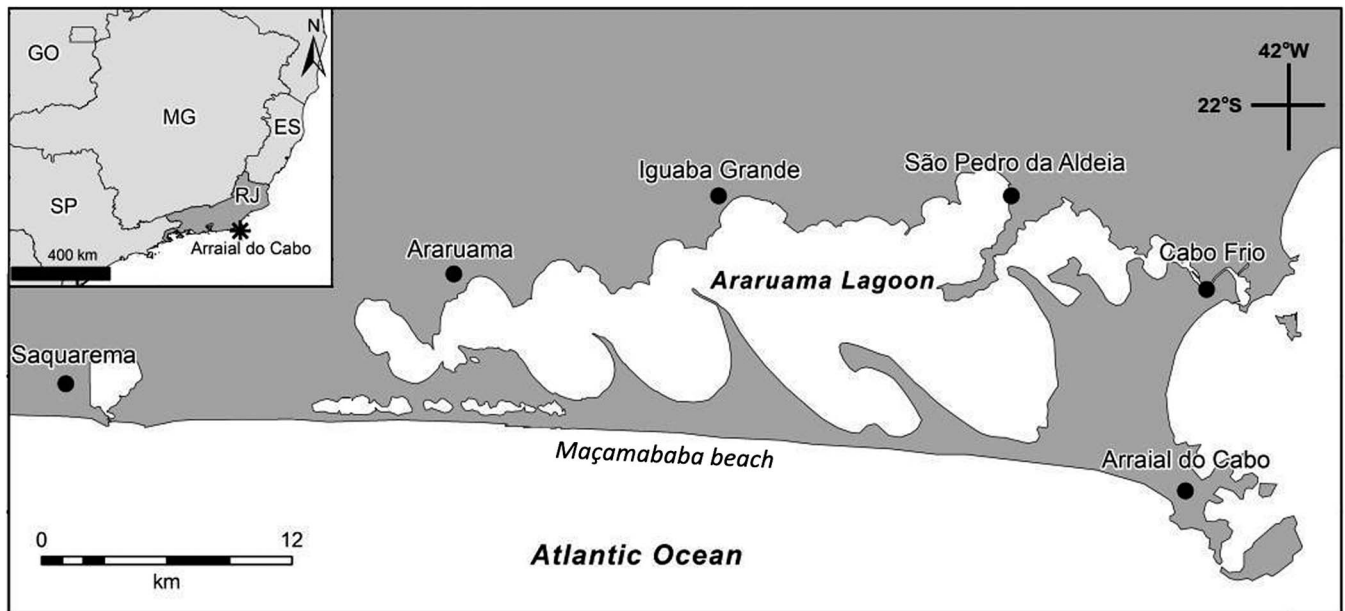 GO
N
MG
ES
SP
RJ
Arraial do Cabo
400 km
42°W
22°S
Iguaba Grande
São Pedro da Aldeia
Araruama
Araruama Lagoon
Cabo Frio
Saquarema
Maçamababa beach
Arraial do Cabo
0 12
km
Atlantic Ocean